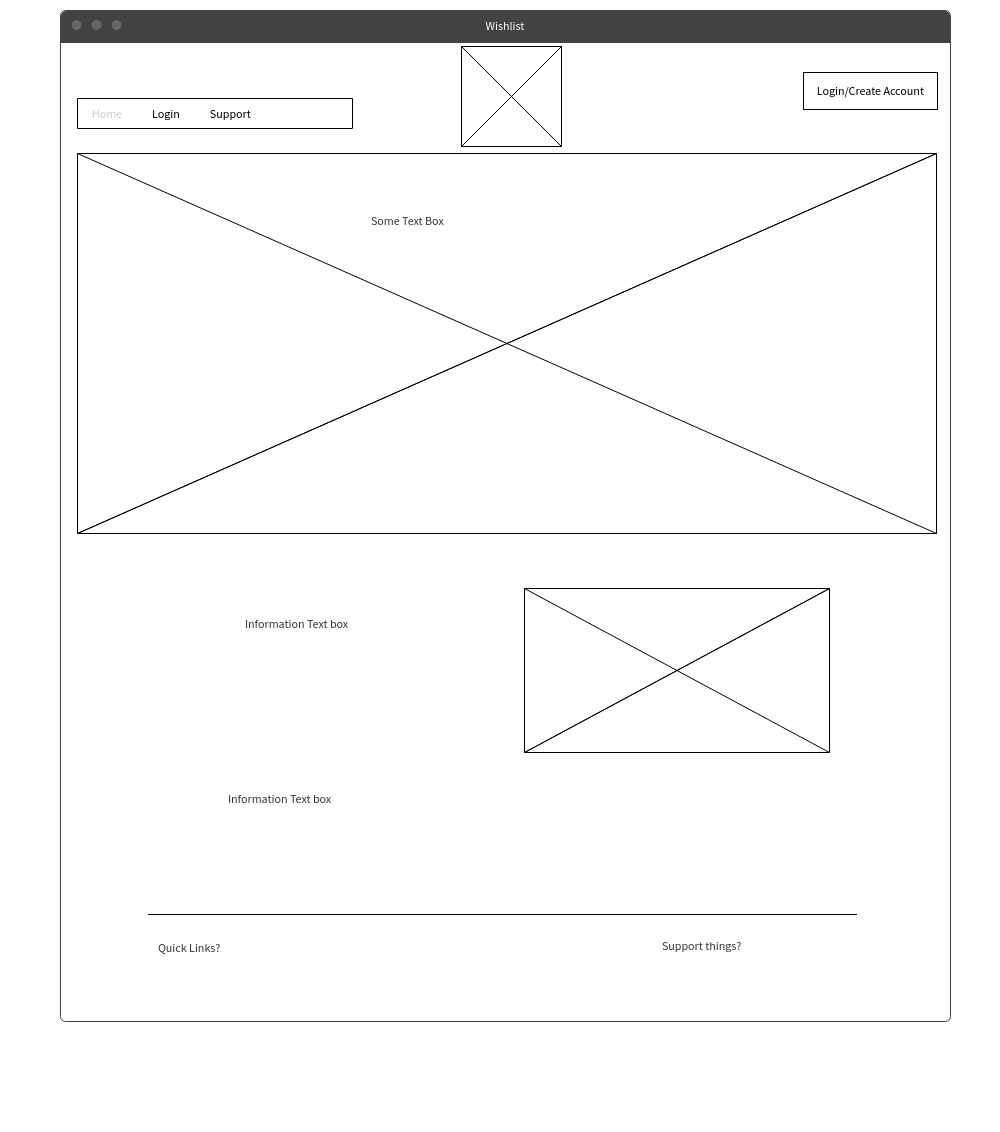 Wishlist
Login/Create Account
Home Login Support
Some Text Box
Information Text box
Information Text box
Quick Links?
Support things?